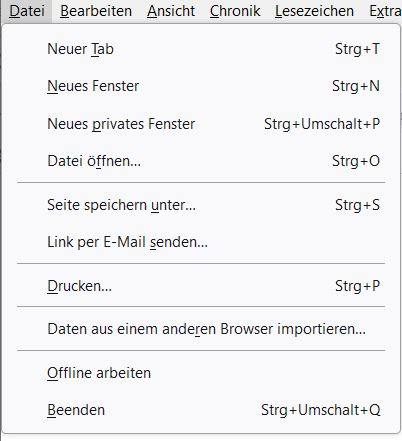 Datei Bearbeiten Ansicht Chronik Lesezeichen Extra
Neuer Tab Strg+T
Neues Fenster Strg+N
Neues privates Fenster Strg+Umschalt+P
Datei öffnen... Strg+O
Seite speichern unter... Strg+S
Link per E-Mail senden...
Drucken... Strg+P
Daten aus einem anderen Browser importieren...
Offline arbeiten
Beenden Strg+Umschalt+Q